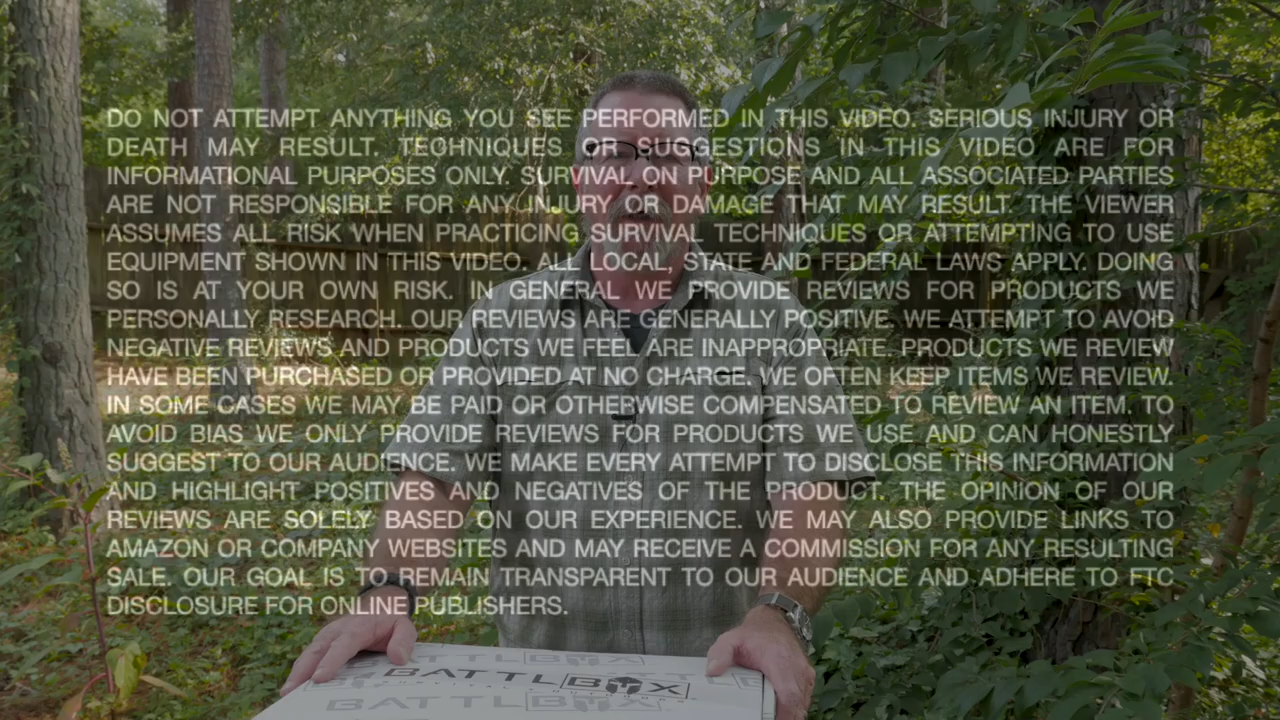 DO NOT ATTEMPT ANYTHING YOU SEE PERFORMED IN THIS VIDEO. SERIOUS INJURY OR
DEATH MAY RESULT. TECHNIQUES OR SUGGESTIONS IN THIS VIDEO ARE FOR
INFORMATIONAL PURPOSES ONLY. SURVIVAL ON PURPOSE AND ALL ASSOCIATED PARTIES
ARE NOT RESPONSIBLE FOR ANY INJURY OR DAMAGE THAT MAY RESULT. THE VIEWER
ASSUMES ALL RISK WHEN PRACTICING SURVIVAL TECHNIQUES OR ATTEMPTING TO USE
EQUIPMENT SHOWN IN THIS VIDEO. ALL LOCAL, STATE AND FEDERAL LAWS APPLY. DOING
SO IS AT YOUR OWN RISK. IN GENERAL WE PROVIDE REVIEWS FOR PRODUCTS WE
PERSONALLY RESEARCH. OUR REVIEWS ARE GENERALLY POSITIVE. WE ATTEMPT TO AVOID
NEGATIVE REVIEWS AND PRODUCTS WE FEEL ARE INAPPROPRIATE. PRODUCTS WE REVIEW
HAVE BEEN PURCHASED OR PROVIDED AT NO CHARGE. WE OFTEN KEEP ITEMS WE REVIEW.
IN SOME CASES WE MAY BE PAID OR OTHERWISE COMPENSATED TO REVIEW AN ITEM. TO
AVOID BIAS WE ONLY PROVIDE REVIEWS FOR PRODUCTS WE USE AND CAN HONESTLY
SUGGEST TO OUR AUDIENCE. WE MAKE EVERY ATTEMPT TO DISCLOSE THIS INFORMATION
AND HIGHLIGHT POSITIVES AND NEGATIVES OF THE PRODUCT. THE OPINION OF OUR
REVIEWS ARE SOLELY BASED ON OUR EXPERIENCE. WE MAY ALSO PROVIDE LINKS TO
AMAZON OR COMPANY WEBSITES AND MAY RECEIVE A COMMISSION FOR ANY RESULTING
SALE. OUR GOAL IS TO REMAIN TRANSPARENT TO OUR AUDIENCE AND ADHERE TO FTC
DISCLOSURE FOR ONLINE PUBLISHERS.
BATTLBOX
BATTLBOX
BATTLBOX